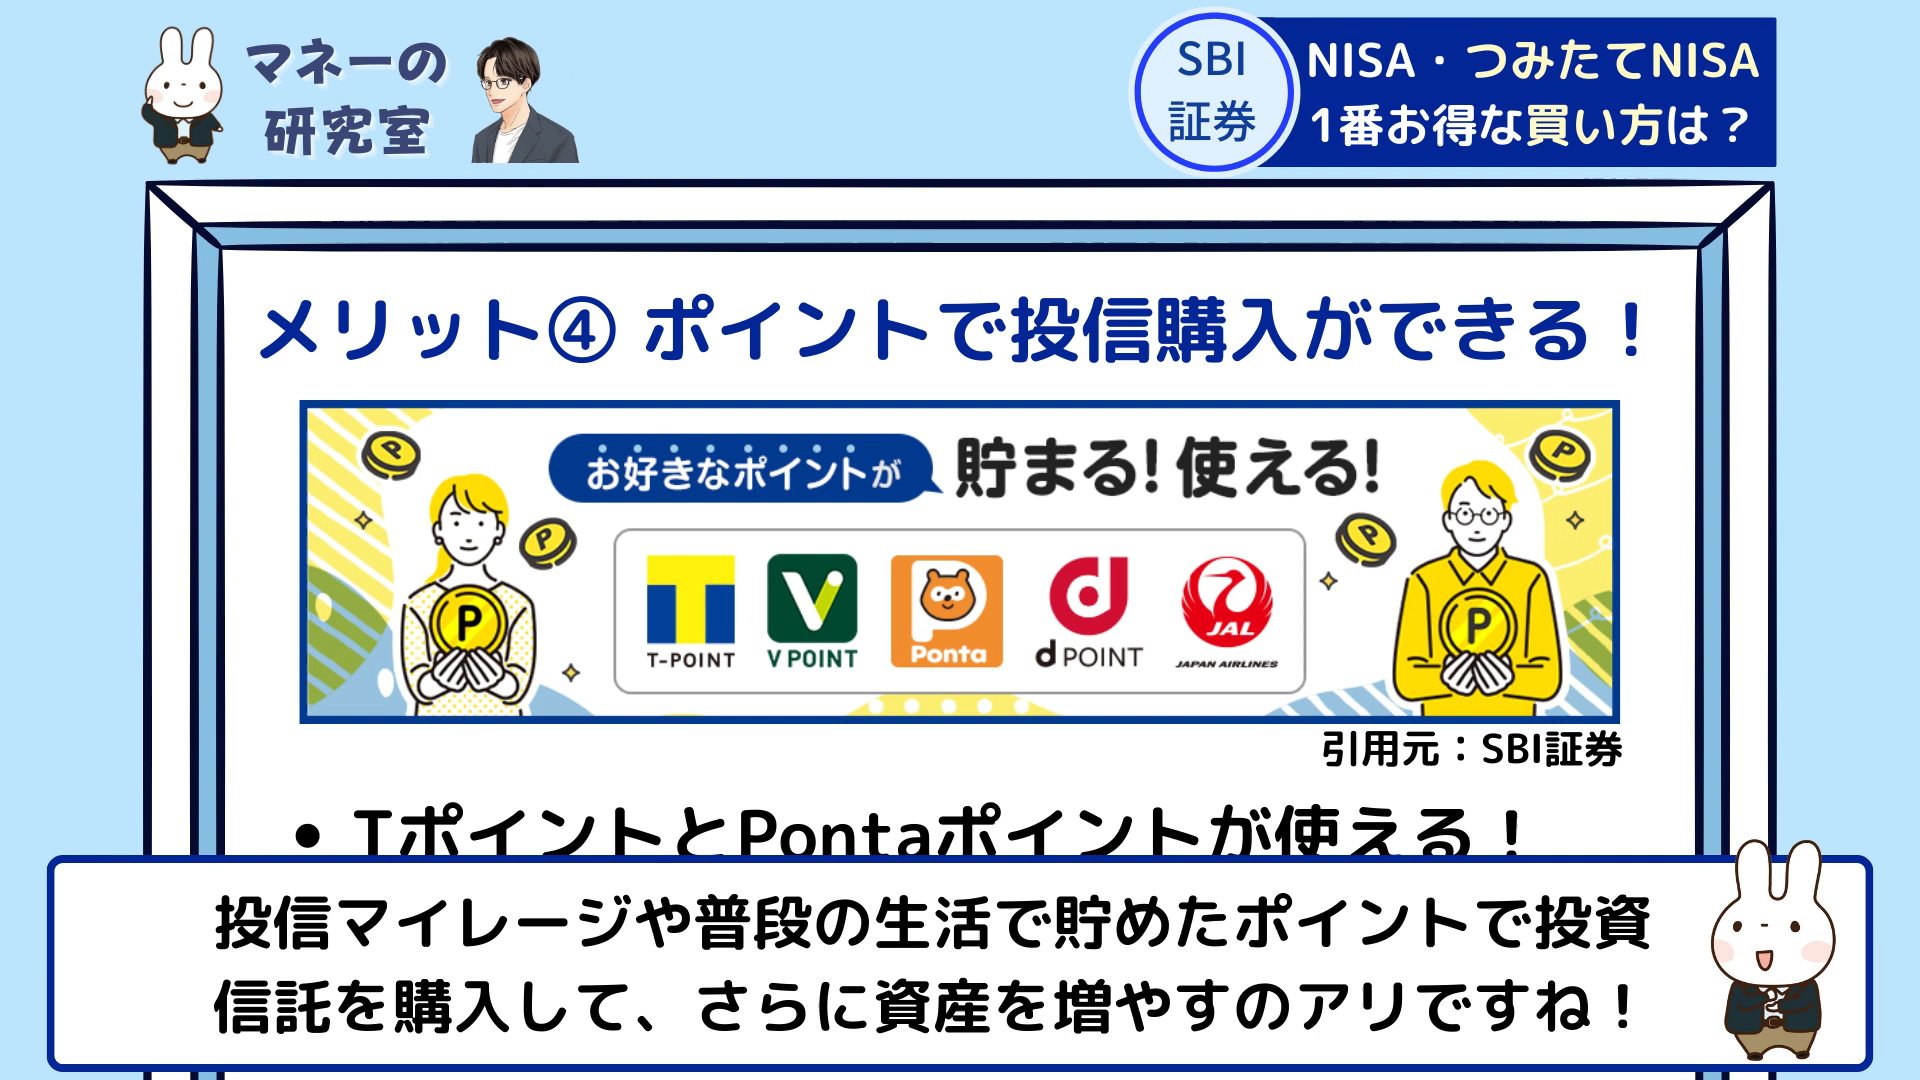 マネーの
研究室
SBI
証券
NISA・つみたてNISA
1番お得な買い方は？
メリット④ ポイントで投信購入ができる！
お好きなポイントが 貯まる! 使える!
P
P
P
P
P
P
T-POINT
V POINT
Ponta
d POINT
JAL
JAPAN AIRLINES
引用元：SBI証券
• TポイントとPontaポイントが使える！
投信マイレージや普段の生活で貯めたポイントで投資
信託を購入して、さらに資産を増やすのアリですね！